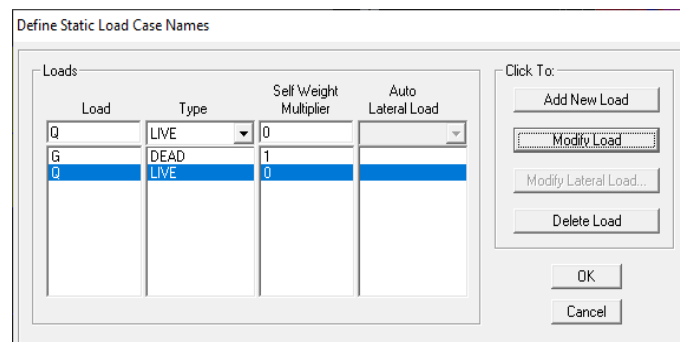 Define Static Load Case Names
Loads
Load Type Self Weight Multiplier Auto Lateral Load
Q LIVE 0
G DEAD 1
Q LIVE 0
Click To:
Add New Load
Modify Load
Modify Lateral Load...
Delete Load
OK
Cancel